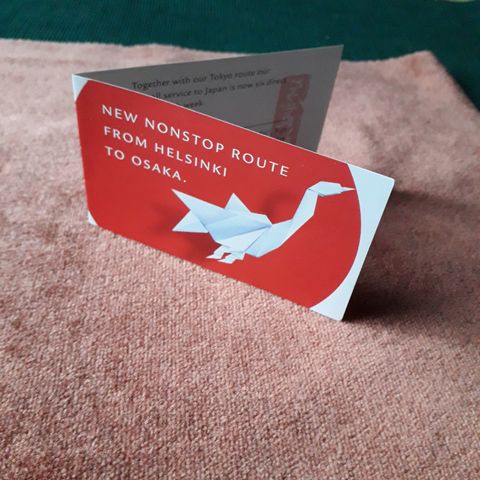 NEW NONSTOP ROUTE
FROM HELSINKI
TO OSAKA.
Together with our Tokyo route our
service to Japan is now six direct
week.